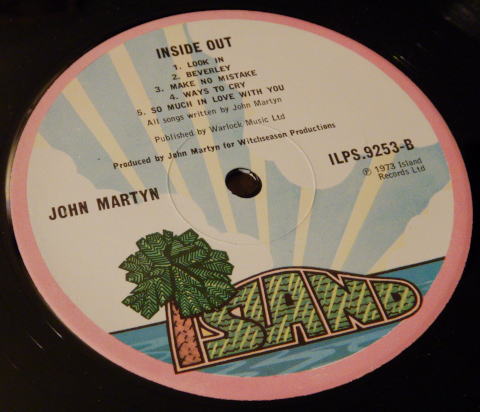 INSIDE OUT
1. LOOK IN
2. BEVERLEY
3. MAKE NO MISTAKE
4. WAYS TO CRY
5. SO MUCH IN LOVE WITH YOU
All songs written by John Martyn
Published by Warlock Music Ltd
Produced by John Martyn for Witchseason Productions
ILPS.9253-B
℗ 1973 Island
Records Ltd
JOHN MARTYN
ISLAND